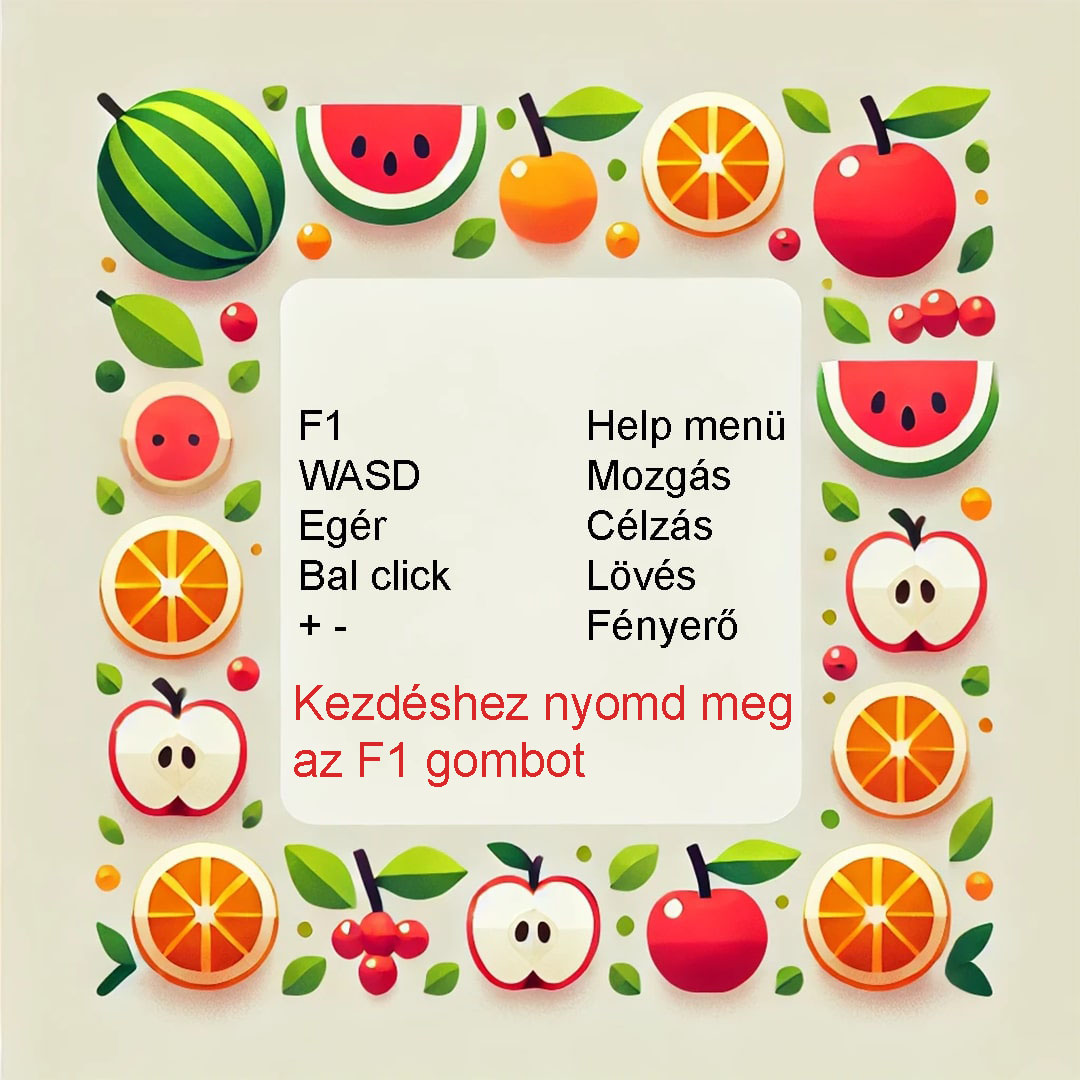 F1 Help menü
WASD Mozgás
Egér Célzás
Bal click Lövés
+ - Fényerő
Kezdéshez nyomd meg
az F1 gombot